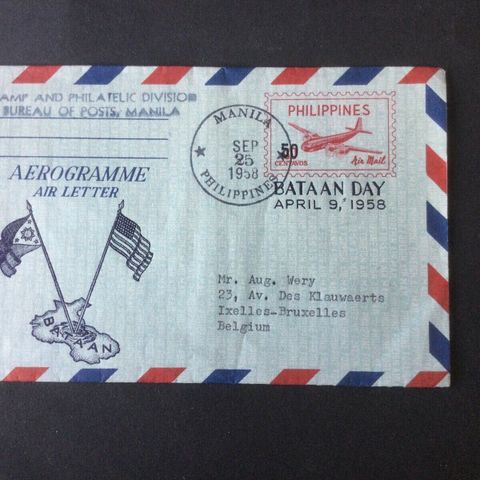 AMP AND PHILATELIC DIVISION
BUREAU OF POSTS, MANILA
AEROGRAMME
AIR LETTER
BATAAN
MANILA
SEP
25
1958
PHILIPPINES
PHILIPPINES
50
CENTAVOS
Air Mail
BATAAN DAY
APRIL 9, 1958
Mr. Aug. Wery
23, Av. Des Klauwaerts
Ixelles-Bruxelles
Belgium